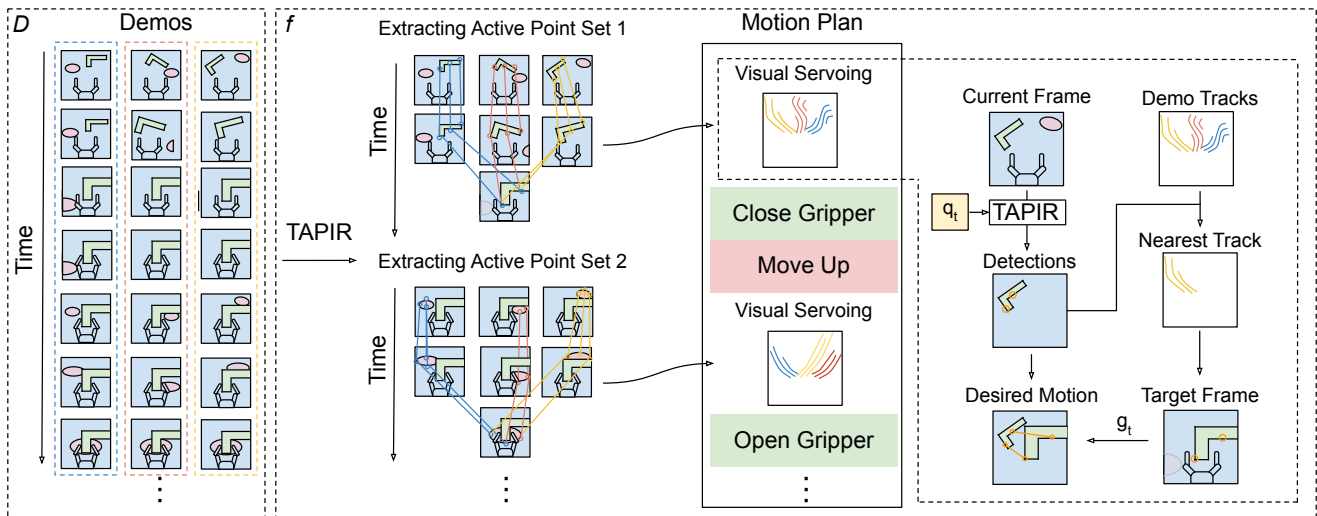 D
Demos
Time
TAPIR
f
Extracting Active Point Set 1
Time
Extracting Active Point Set 2
Time
Motion Plan
Visual Servoing
Close Gripper
Move Up
Visual Servoing
Open Gripper
Current Frame
Demo Tracks
q_t
TAPIR
Detections
Nearest Track
Desired Motion
g_t
Target Frame